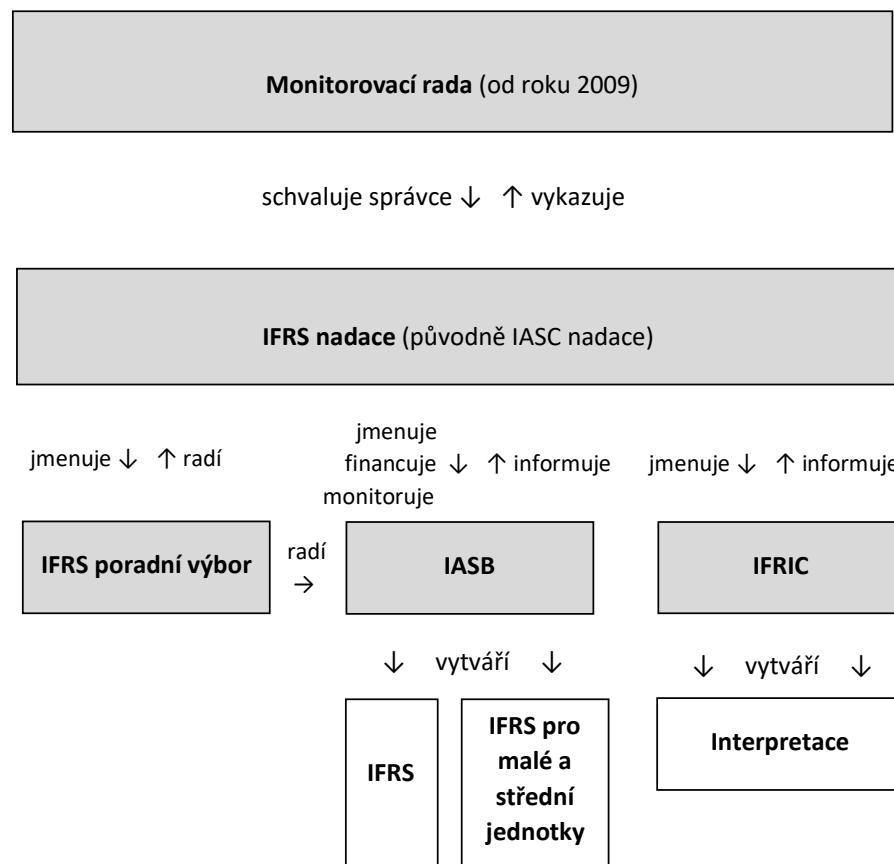 Monitorovací rada (od roku 2009)
schvaluje správce ↓ ↑ vykazuje
IFRS nadace (původně IASC nadace)
jmenuje ↓ ↑ radí
jmenuje
financuje ↓ ↑ informuje
monitoruje
jmenuje ↓ ↑ informuje
IFRS poradní výbor
radí
→
IASB
IFRIC
↓ vytváří ↓
↓ vytváří ↓
IFRS
IFRS pro
malé a
střední
jednotky
Interpretace